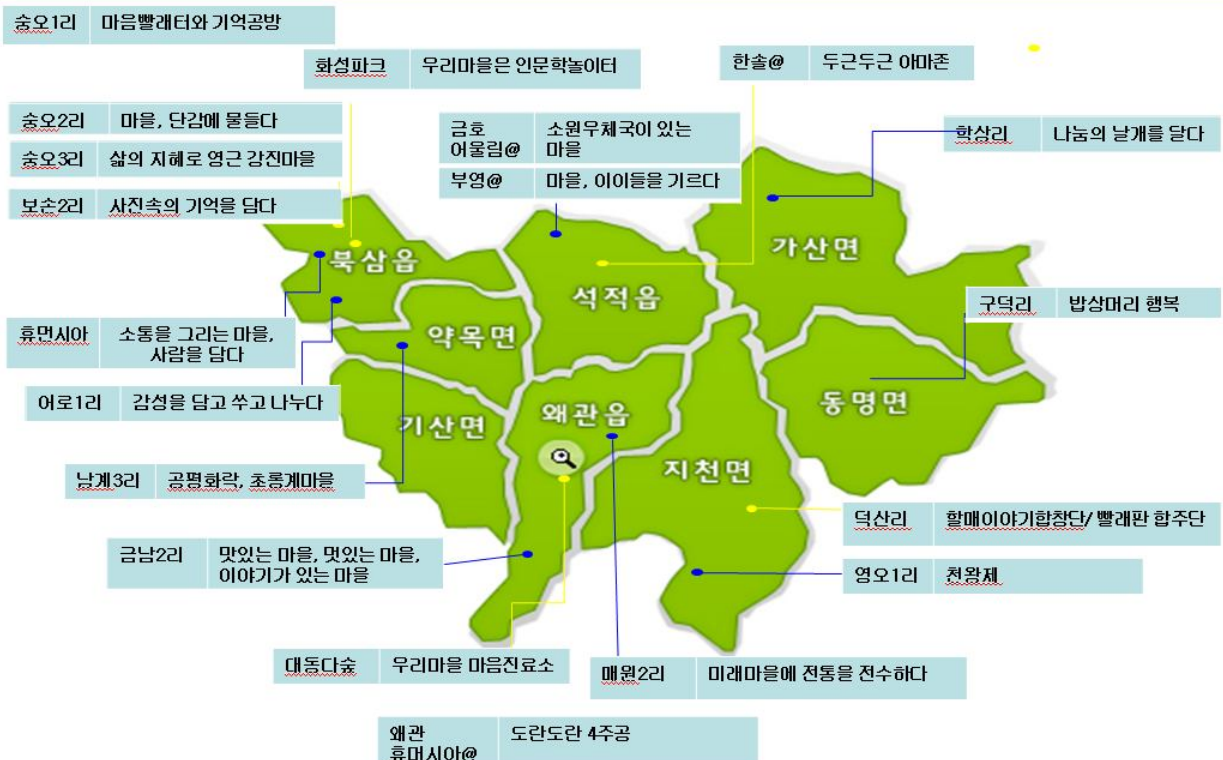 숭오1리 마음빨래터와 기억공방
화성파크 우리마을은 인문학놀이터
한솔@ 두근두근 아마존
숭오2리 마을, 단감에 물들다
숭오3리 삶의 지혜로 영근 강진마을
보손2리 사진속의 기억을 담다
금호
어울림@
소원우체국이 있는
마을
부영@ 마을, 이이들을 기르다
학상리 나눔의 날개를 달다
북삼읍
석적읍
가산면
약목면
구덕리 밥상머리 행복
휴먼시아
소통을 그리는 마을,
사람을 담다
어로1리 감성을 담고 쑤고 나누다
기산면
왜관읍
동명면
지천면
남계3리 공평화락, 초롱계마을
덕산리 할매이야기합창단/ 빨래판 합주단
금남2리
맛있는 마을, 멋있는 마을,
이야기가 있는 마을
영오1리 천왕제
대동다숲 우리마을 마음진료소
매원2리 미래마을에 전통을 전수하다
왜관
휴머시아@
도란도란 4주공